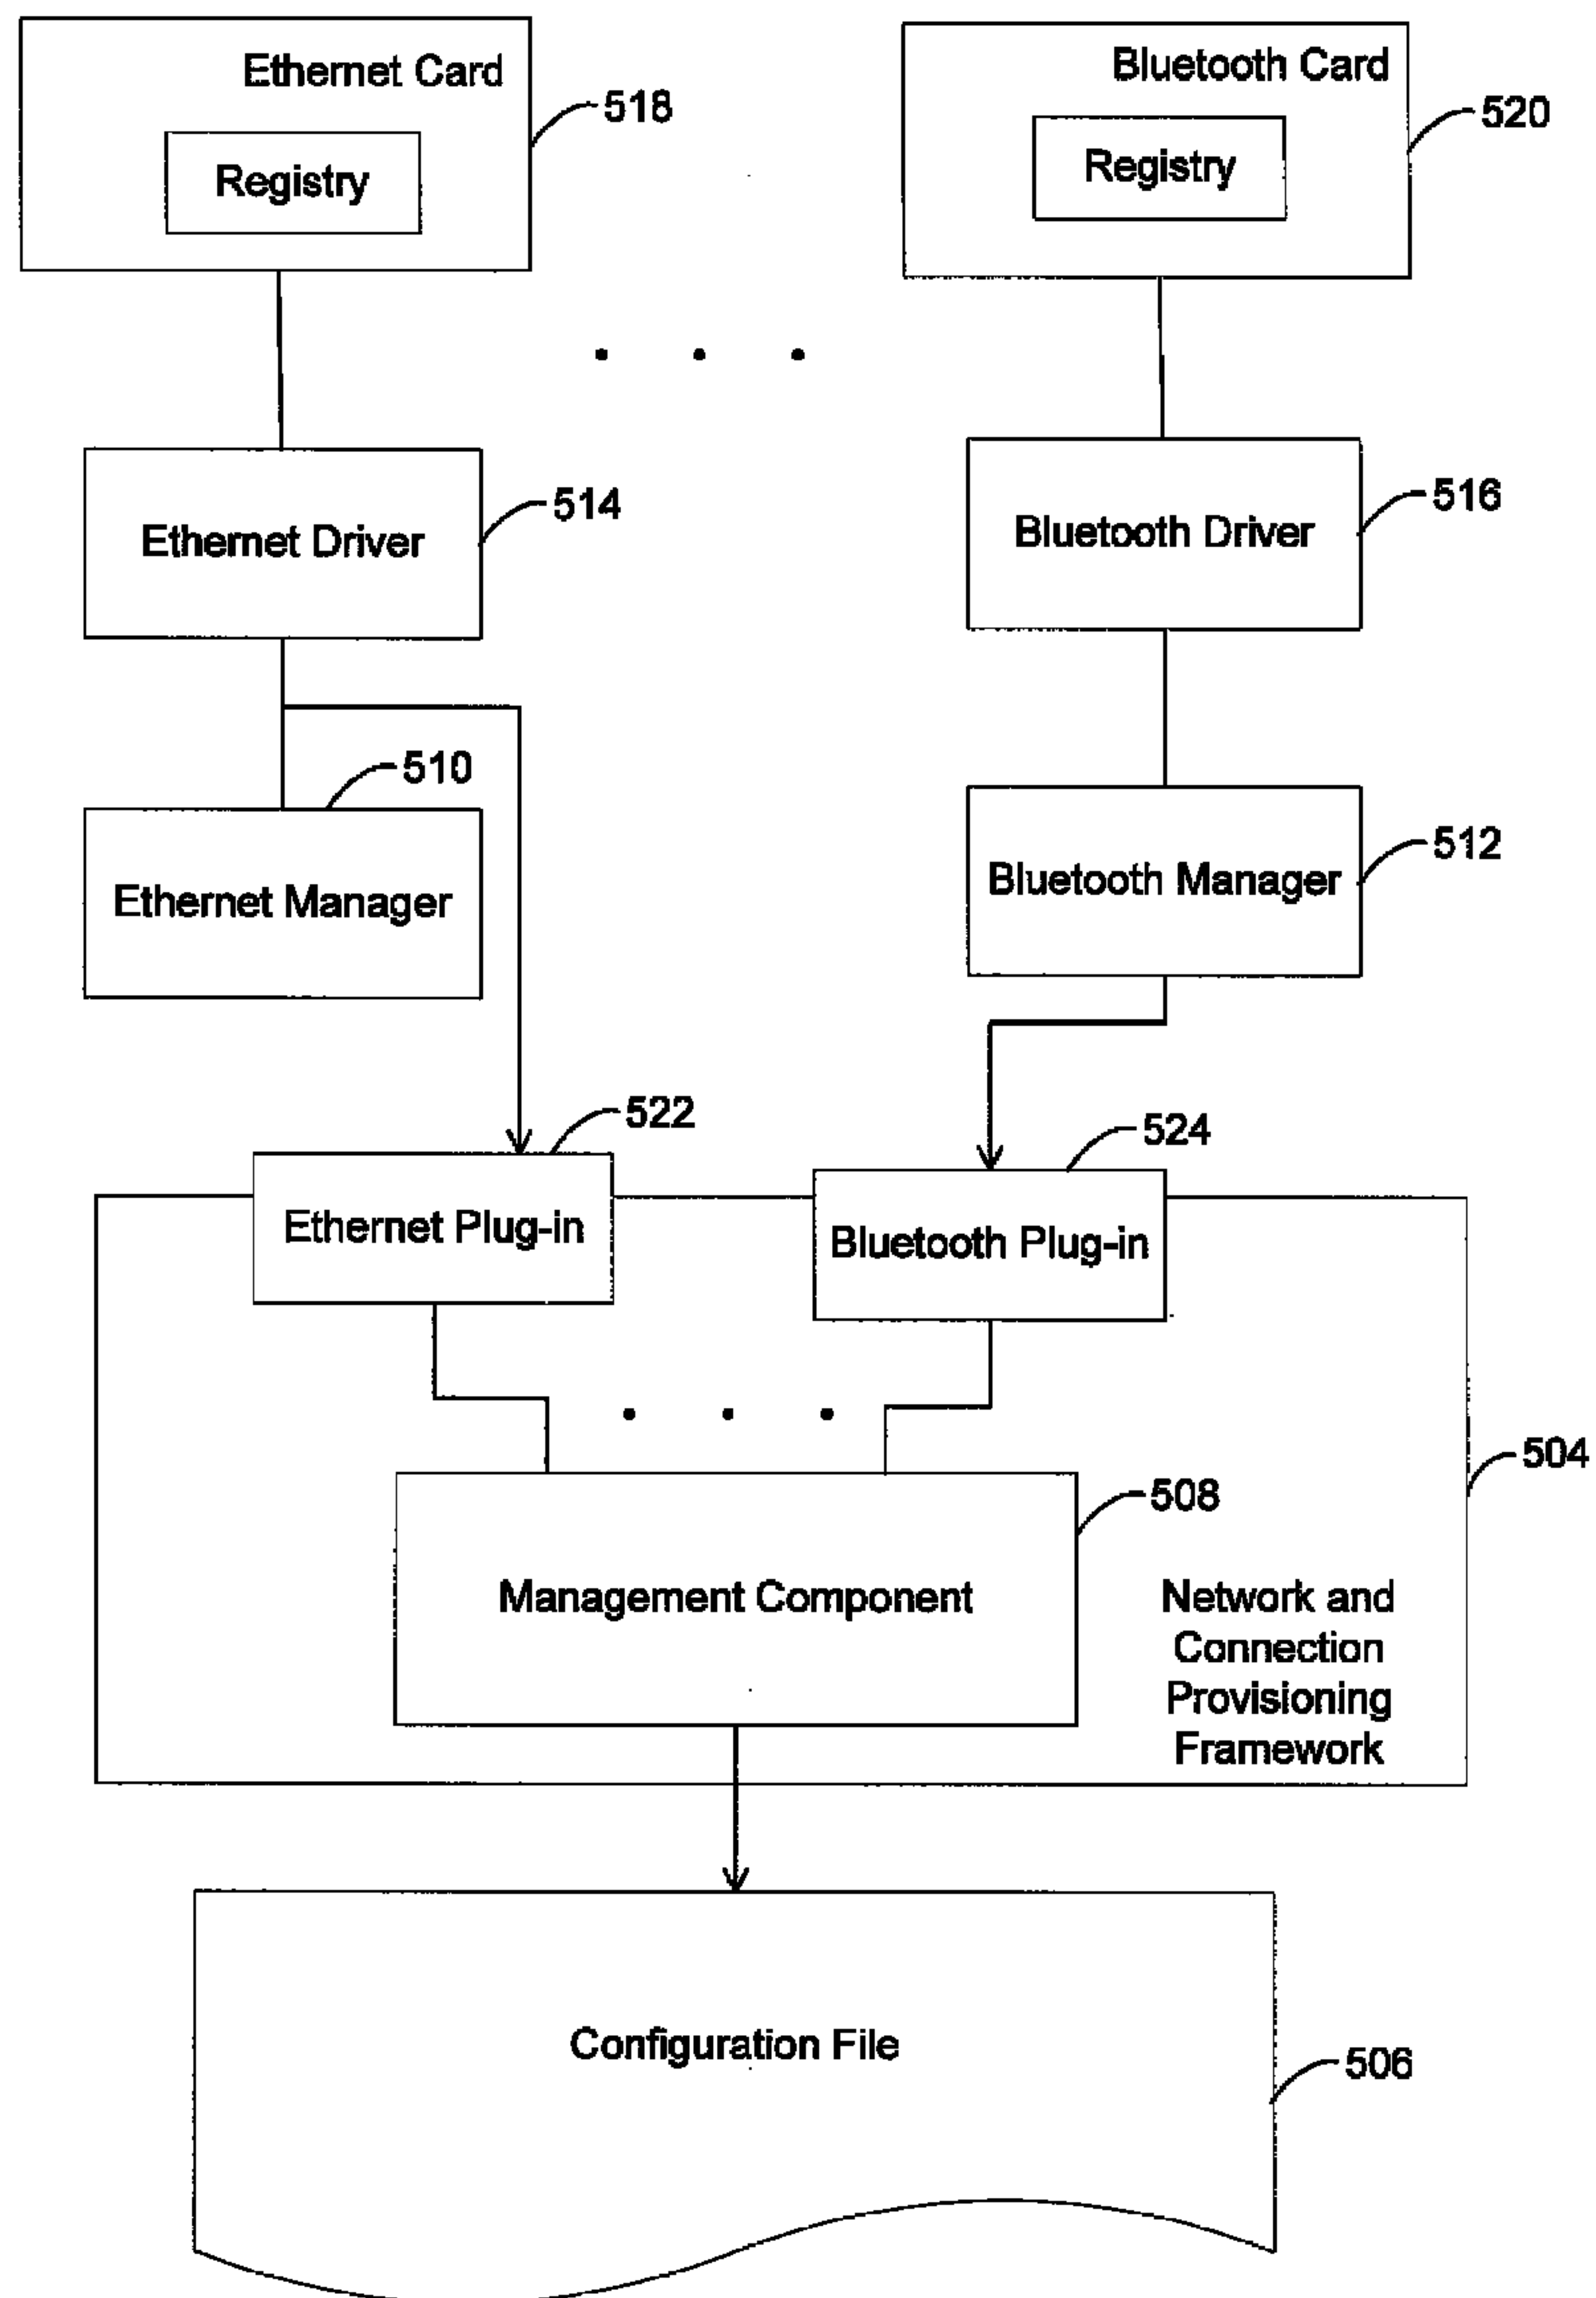 Ethernet Card
518
Registry
Bluetooth Card
520
Registry
514
Ethernet Driver
516
Bluetooth Driver
510
Ethernet Manager
512
Bluetooth Manager
522
Ethernet Plug-in
524
Bluetooth Plug-in
504
508
Management Component
Network and
Connection
Provisioning
Framework
Configuration File
506